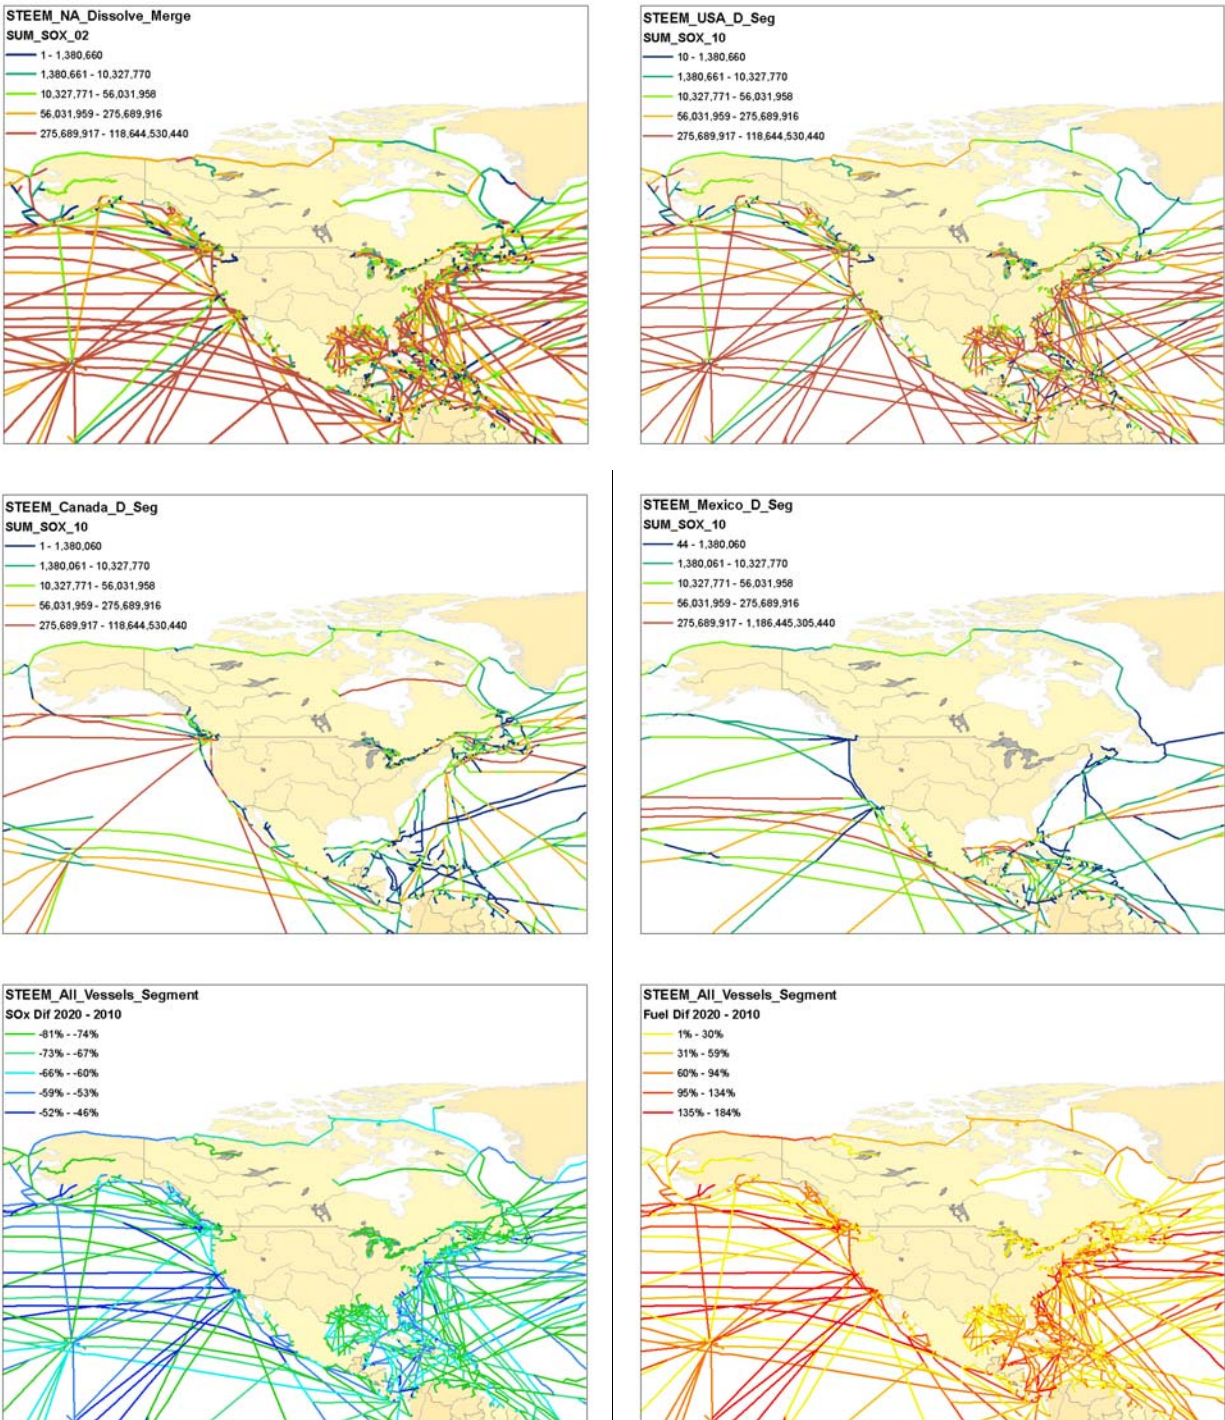 STEEM_NA_Dissolve_Merge
SUM_SOX_02
1 - 1,380,660
1,380,661 - 10,327,770
10,327,771 - 56,031,958
56,031,959 - 275,689,916
275,689,917 - 118,644,530,440
STEEM_USA_D_Seg
SUM_SOX_10
10 - 1,380,660
1,380,661 - 10,327,770
10,327,771 - 56,031,958
56,031,959 - 275,689,916
275,689,917 - 118,644,530,440
STEEM_Canada_D_Seg
SUM_SOX_10
1 - 1,380,060
1,380,061 - 10,327,770
10,327,771 - 56,031,958
56,031,959 - 275,689,916
275,689,917 - 118,644,530,440
STEEM_Mexico_D_Seg
SUM_SOX_10
44 - 1,380,060
1,380,061 - 10,327,770
10,327,771 - 56,031,958
56,031,959 - 275,689,916
275,689,917 - 1,186,445,305,440
STEEM_All_Vessels_Segment
SOx Dif 2020 - 2010
-81% - -74%
-73% - -67%
-66% - -60%
-59% - -53%
-52% - -46%
STEEM_All_Vessels_Segment
Fuel Dif 2020 - 2010
1% - 30%
31% - 59%
60% - 94%
95% - 134%
135% - 184%